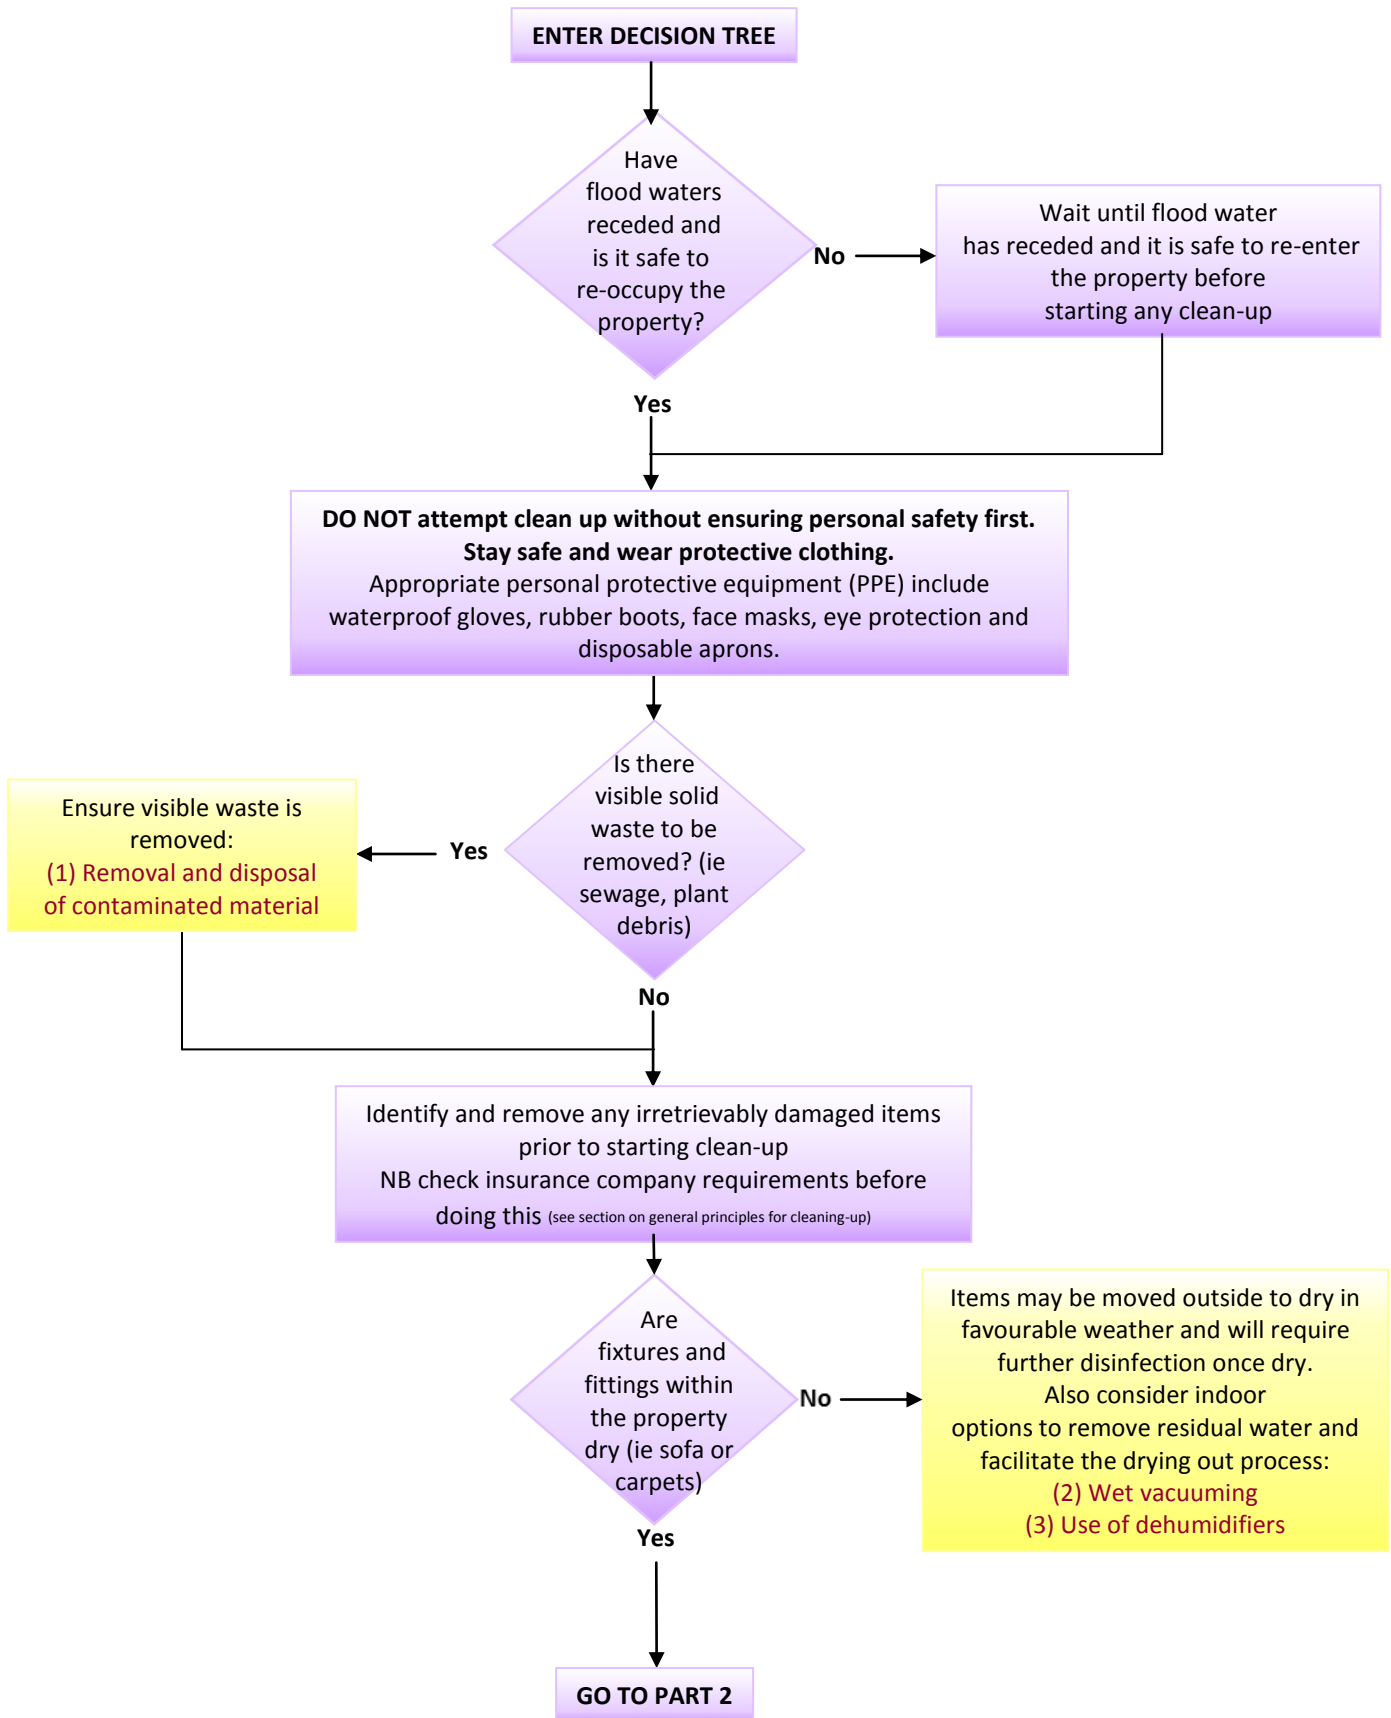 ENTER DECISION TREE
Have
flood waters
receded and
is it safe to
re-occupy the
property?
No
Wait until flood water
has receded and it is safe to re-enter
the property before
starting any clean-up
Yes
DO NOT attempt clean up without ensuring personal safety first.
Stay safe and wear protective clothing.
Appropriate personal protective equipment (PPE) include
waterproof gloves, rubber boots, face masks, eye protection and
disposable aprons.
Is there
visible solid
waste to be
removed? (ie
sewage, plant
debris)
Yes
Ensure visible waste is
removed:
(1) Removal and disposal
of contaminated material
No
Identify and remove any irretrievably damaged items
prior to starting clean-up
NB check insurance company requirements before
doing this (see section on general principles for cleaning-up)
Are
fixtures and
fittings within
the property
dry (ie sofa or
carpets)
No
Items may be moved outside to dry in
favourable weather and will require
further disinfection once dry.
Also consider indoor
options to remove residual water and
facilitate the drying out process:
(2) Wet vacuuming
(3) Use of dehumidifiers
Yes
GO TO PART 2